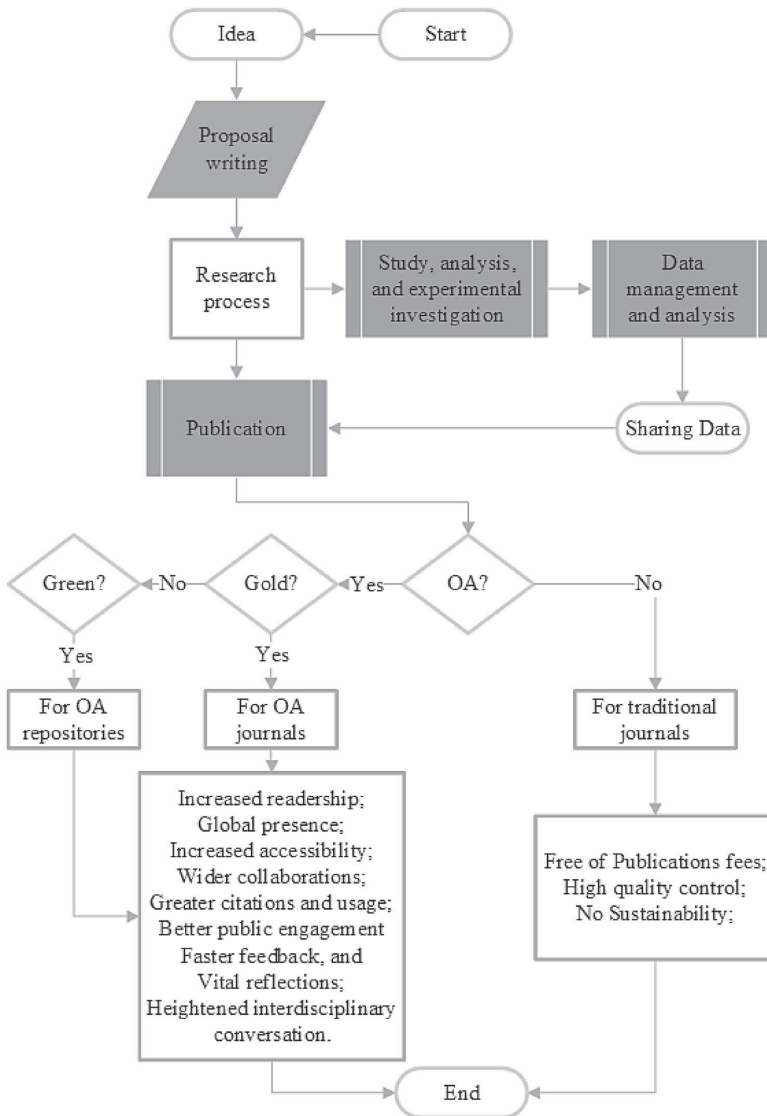 Idea
Start
Proposal
writing
Research
process
Study, analysis,
and experimental
investigation
Data
management
and analysis
Publication
Sharing Data
Green?
No
Gold?
Yes
OA?
No
Yes
Yes
For OA
repositories
For OA
journals
For traditional
journals
Increased readership;
Global presence;
Increased accessibility;
Wider collaborations;
Greater citations and usage;
Better public engagement
Faster feedback, and
Vital reflections;
Heightened interdisciplinary
conversation.
Free of Publications fees;
High quality control;
No Sustainability;
End